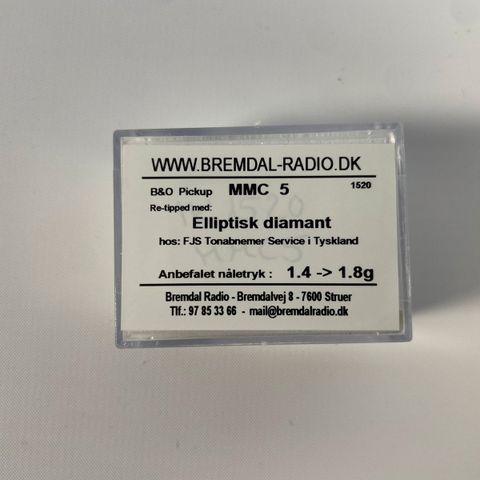 WWW.BREMDAL-RADIO.DK
B&O Pickup MMC 5 1520
Re-tipped med:
Elliptisk diamant
hos: FJS Tonabnemer Service i Tyskland
Anbefalet nåletryk : 1.4 -> 1.8g
Bremdal Radio - Bremdalvej 8 - 7600 Struer
Tlf.: 97 85 33 66 - mail@bremdalradio.dk